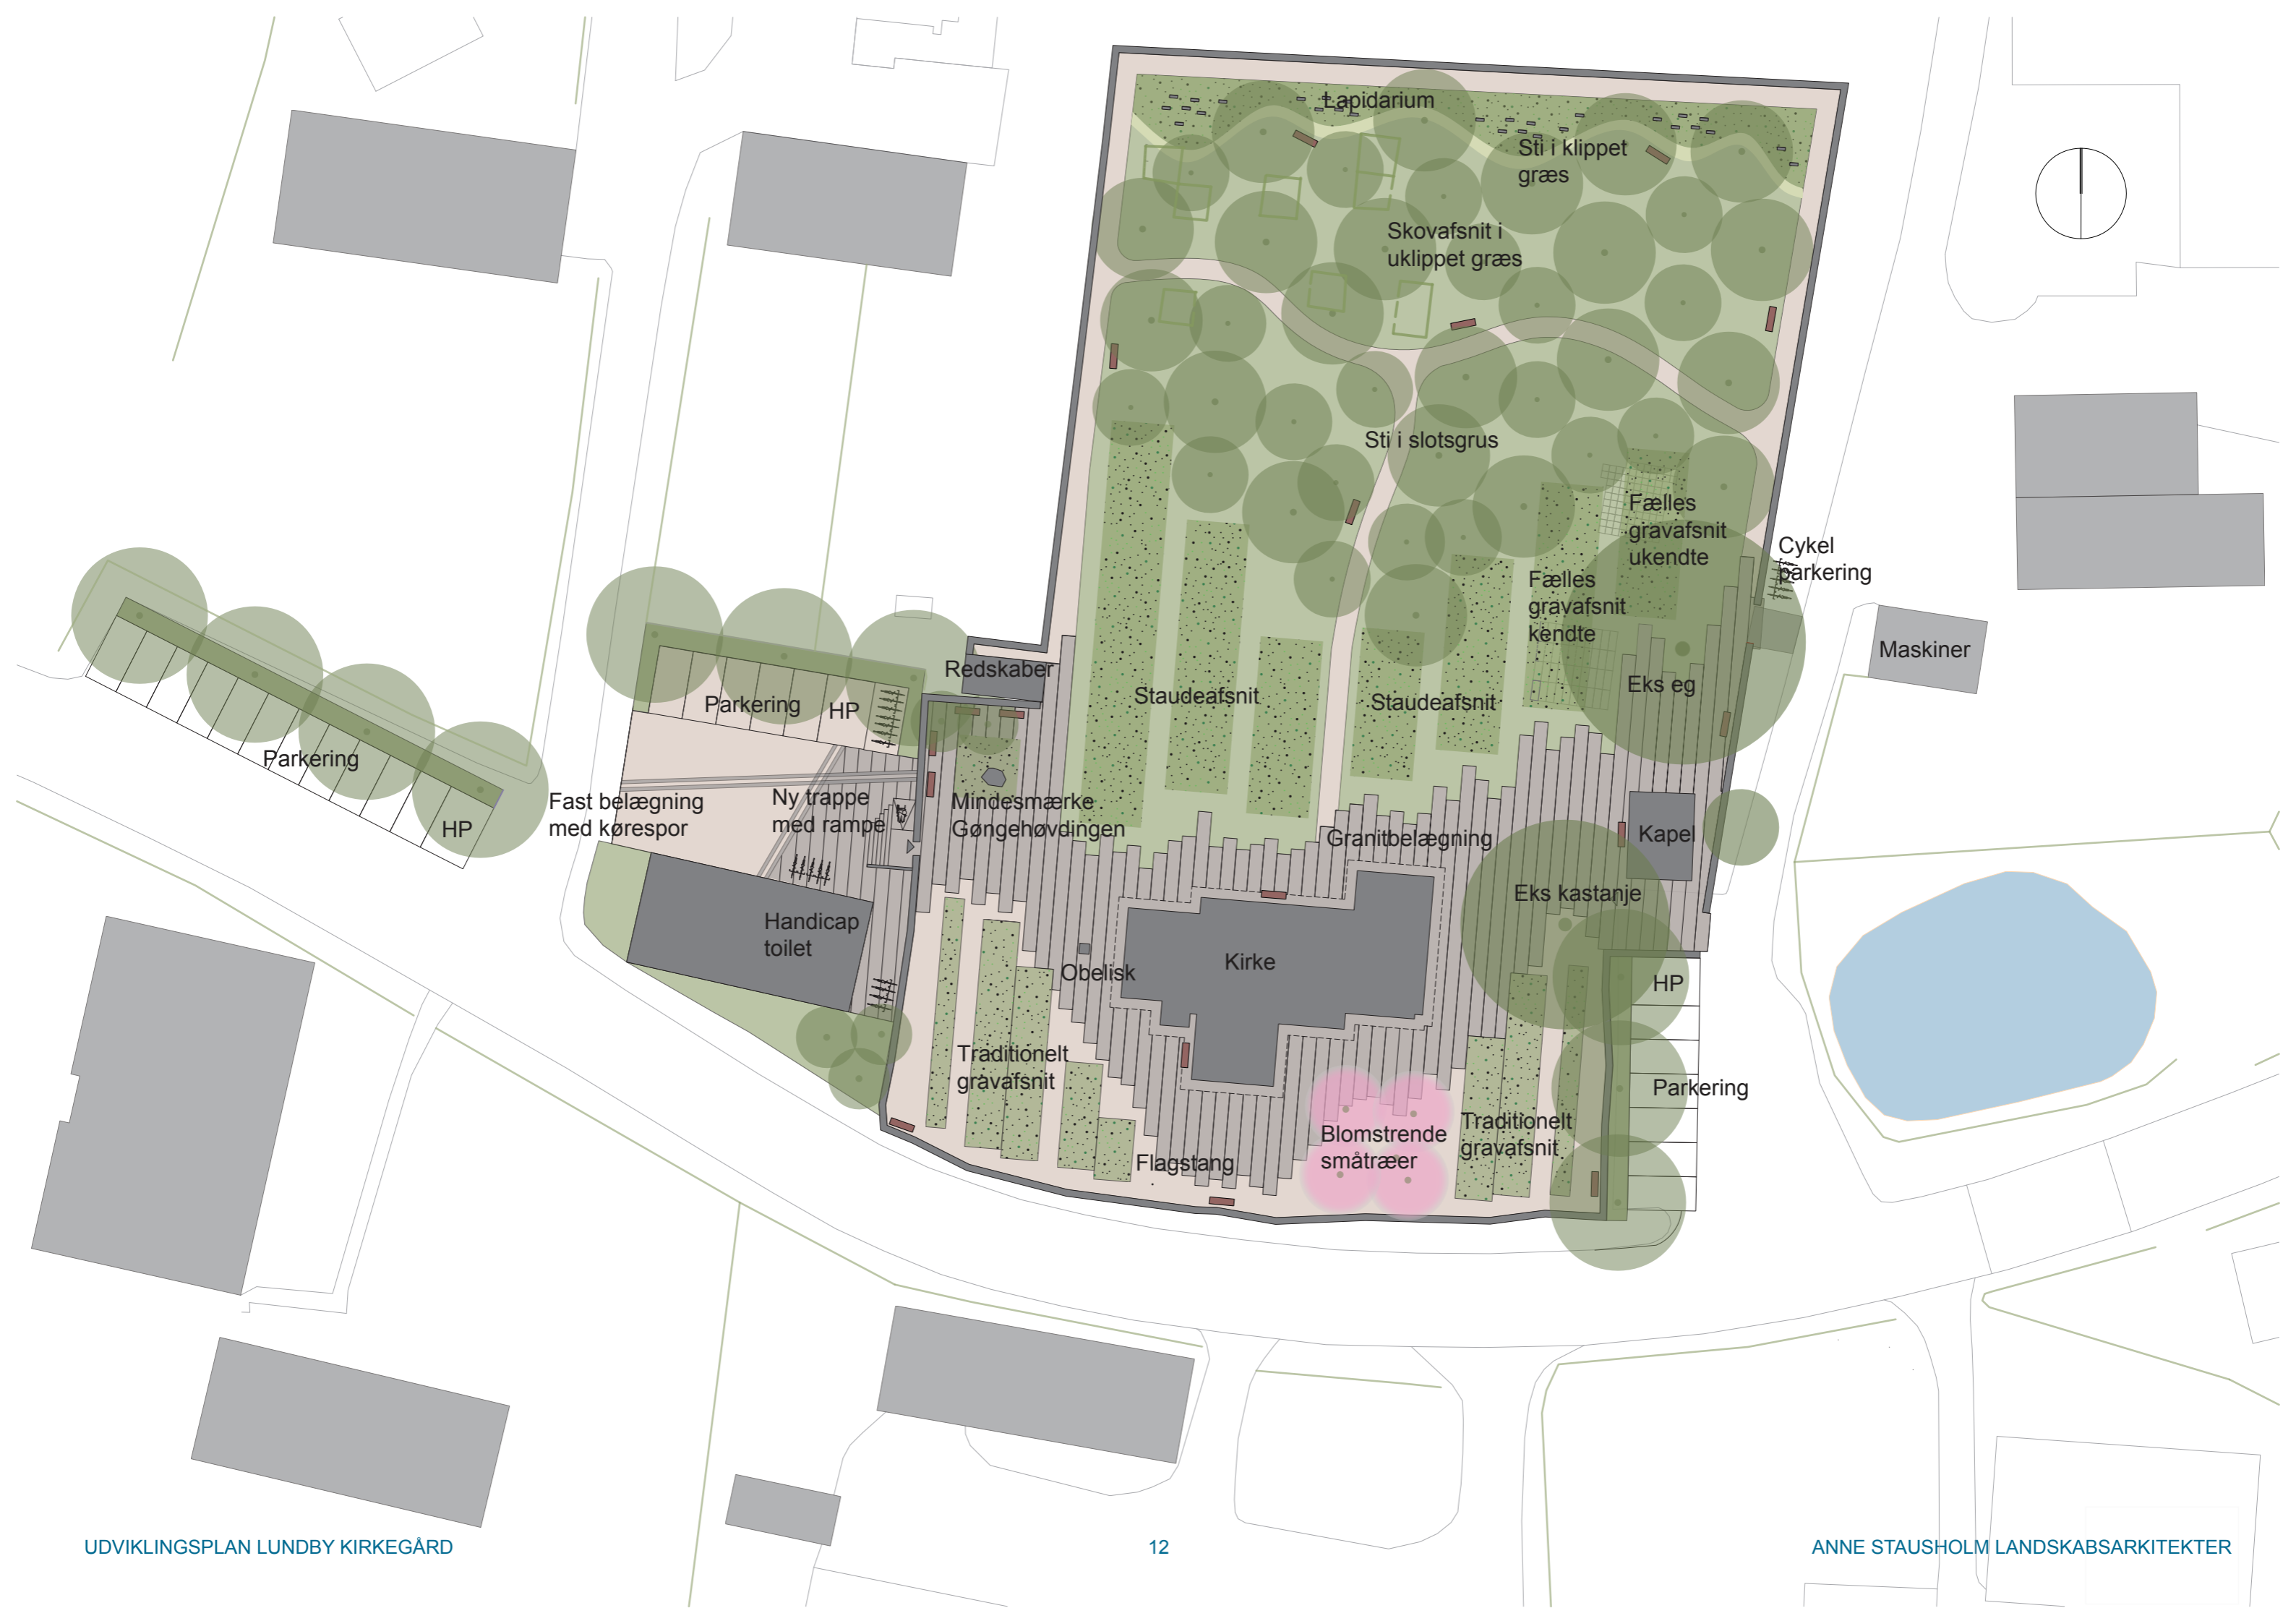 Lapidarium
Sti i klippet
græs
Skovafsnit i
uklippet græs
Sti i slotsgrus
Fælles
gravafsnit
ukendte
Cykel
parkering
Fælles
gravafsnit
kendte
Maskiner
Redskaber
Eks eg
Staudeafsnit
Staudeafsnit
Parkering
HP
Parkering
HP
Fast belægning
med kørespor
Ny trappe
med rampe
Mindesmærke
Gøngehøvdingen
Granitbelægning
Kapel
Eks kastanje
Handicap
toilet
Obelisk
Kirke
HP
Parkering
Traditionelt
gravafsnit
Blomstrende
småtræer
Traditionelt
gravafsnit
Flagstang
UDVIKLINGSPLAN LUNDBY KIRKEGÅRD
12
ANNE STAUSHOLM LANDSKABSARKITEKTER